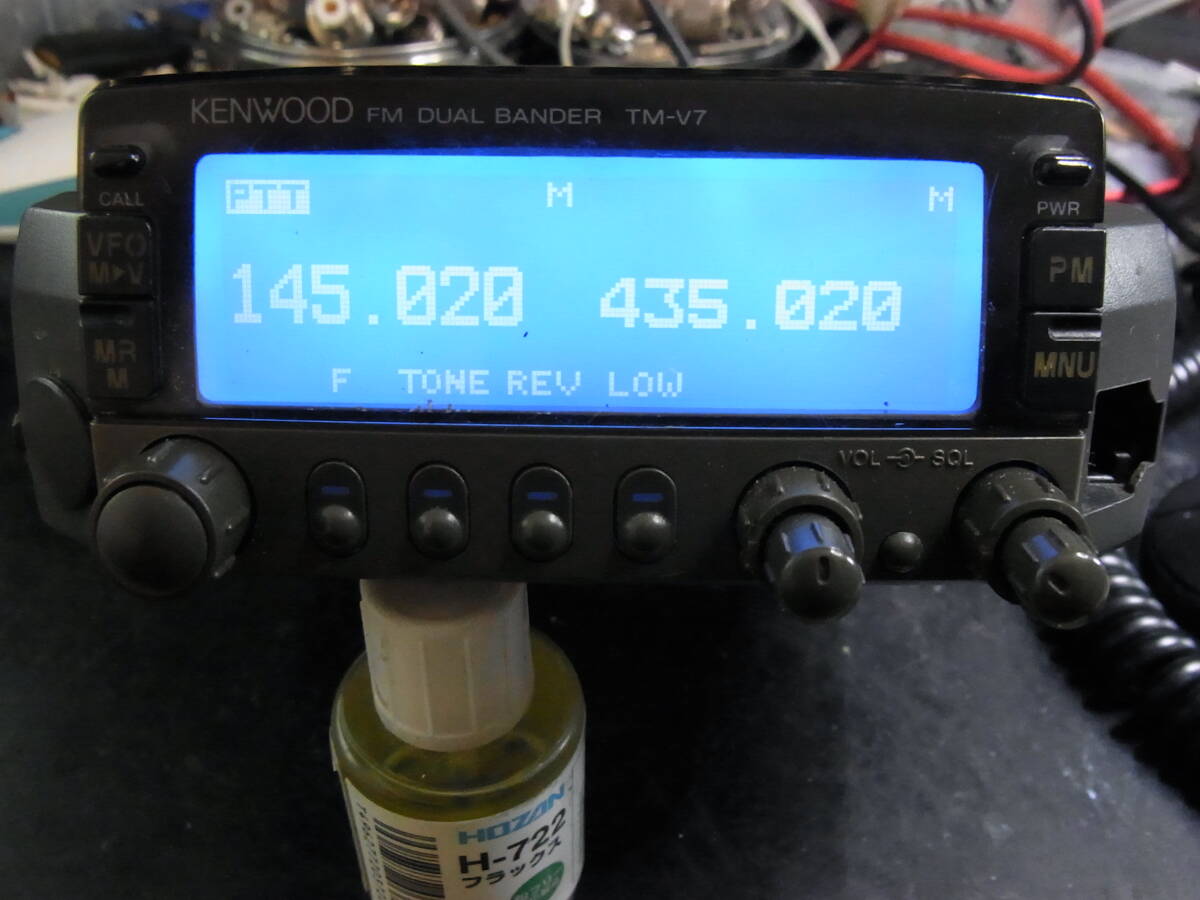 KENWOOD FM DUAL BANDER TM-V7
CALL
PWR
PTT M M
VFO
M▶V
PM
145.020 435.020
MR
M
MNU
F TONE REV LOW
VOL SQL
HOZAN
H-722
フラックス